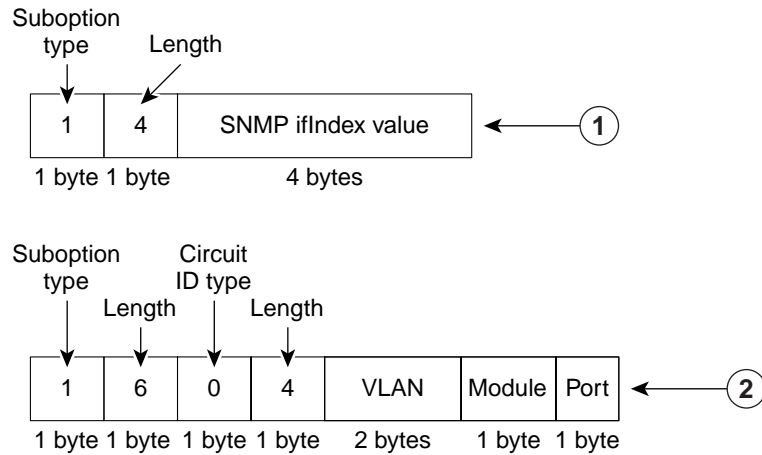 Suboption
type
Length
1 4 SNMP ifIndex value 1
1 byte 1 byte 4 bytes
Suboption
type
Circuit
ID type
Length
Length
1 6 0 4 VLAN Module Port 2
1 byte 1 byte 1 byte 1 byte 2 bytes 1 byte 1 byte